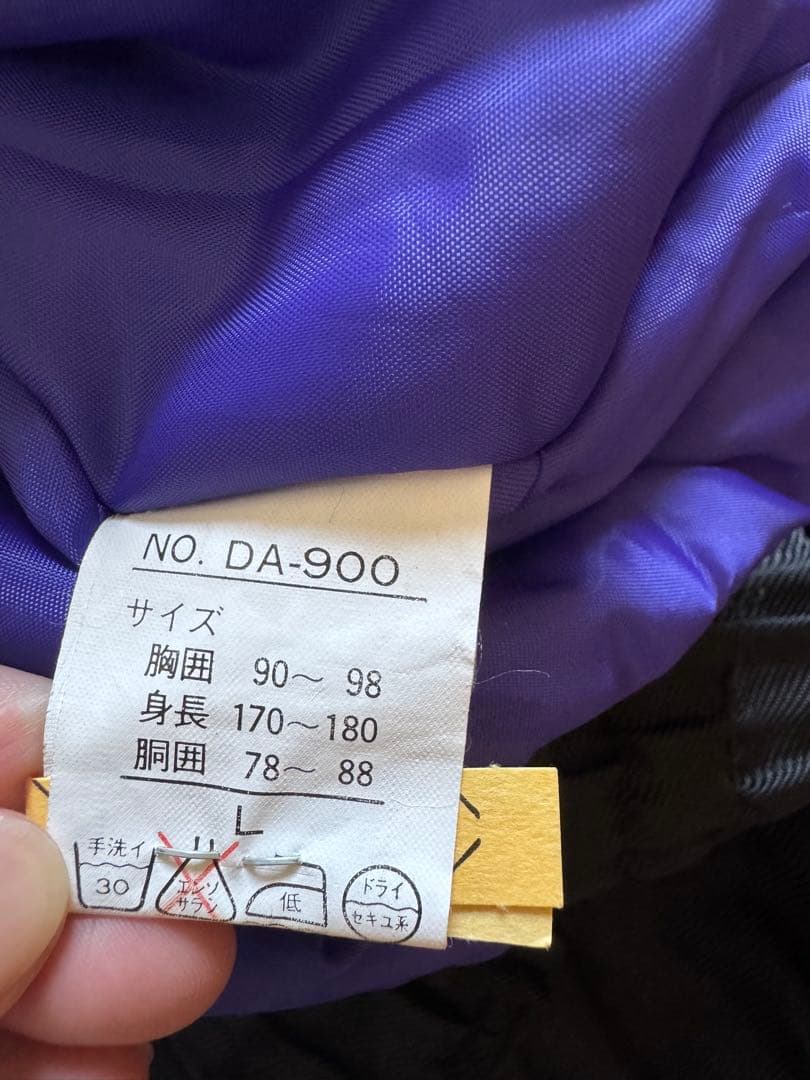 NO. DA-900
サイズ
胸囲 90〜 98
身長 170〜180
胴囲 78〜 88
L
手洗イ
30
エンソ
サラシ
低
ドライ
セキユ系